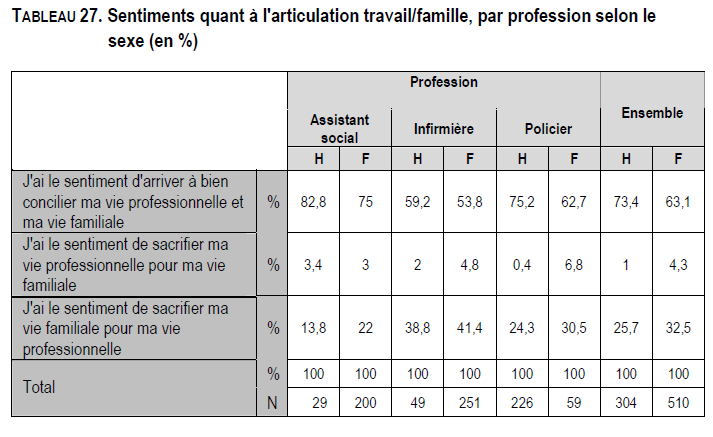 TABLEAU 27. Sentiments quant à l'articulation travail/famille, par profession selon le
sexe (en %)
Profession Ensemble
Assistant social Infirmière Policier
H F H F H F H F
J'ai le sentiment d'arriver à bien
concilier ma vie professionnelle et
ma vie familiale
% 82,8 75 59,2 53,8 75,2 62,7 73,4 63,1
J'ai le sentiment de sacrifier ma
vie professionnelle pour ma vie
familiale
% 3,4 3 2 4,8 0,4 6,8 1 4,3
J'ai le sentiment de sacrifier ma
vie familiale pour ma vie
professionnelle
% 13,8 22 38,8 41,4 24,3 30,5 25,7 32,5
Total
% 100 100 100 100 100 100 100 100
N 29 200 49 251 226 59 304 510